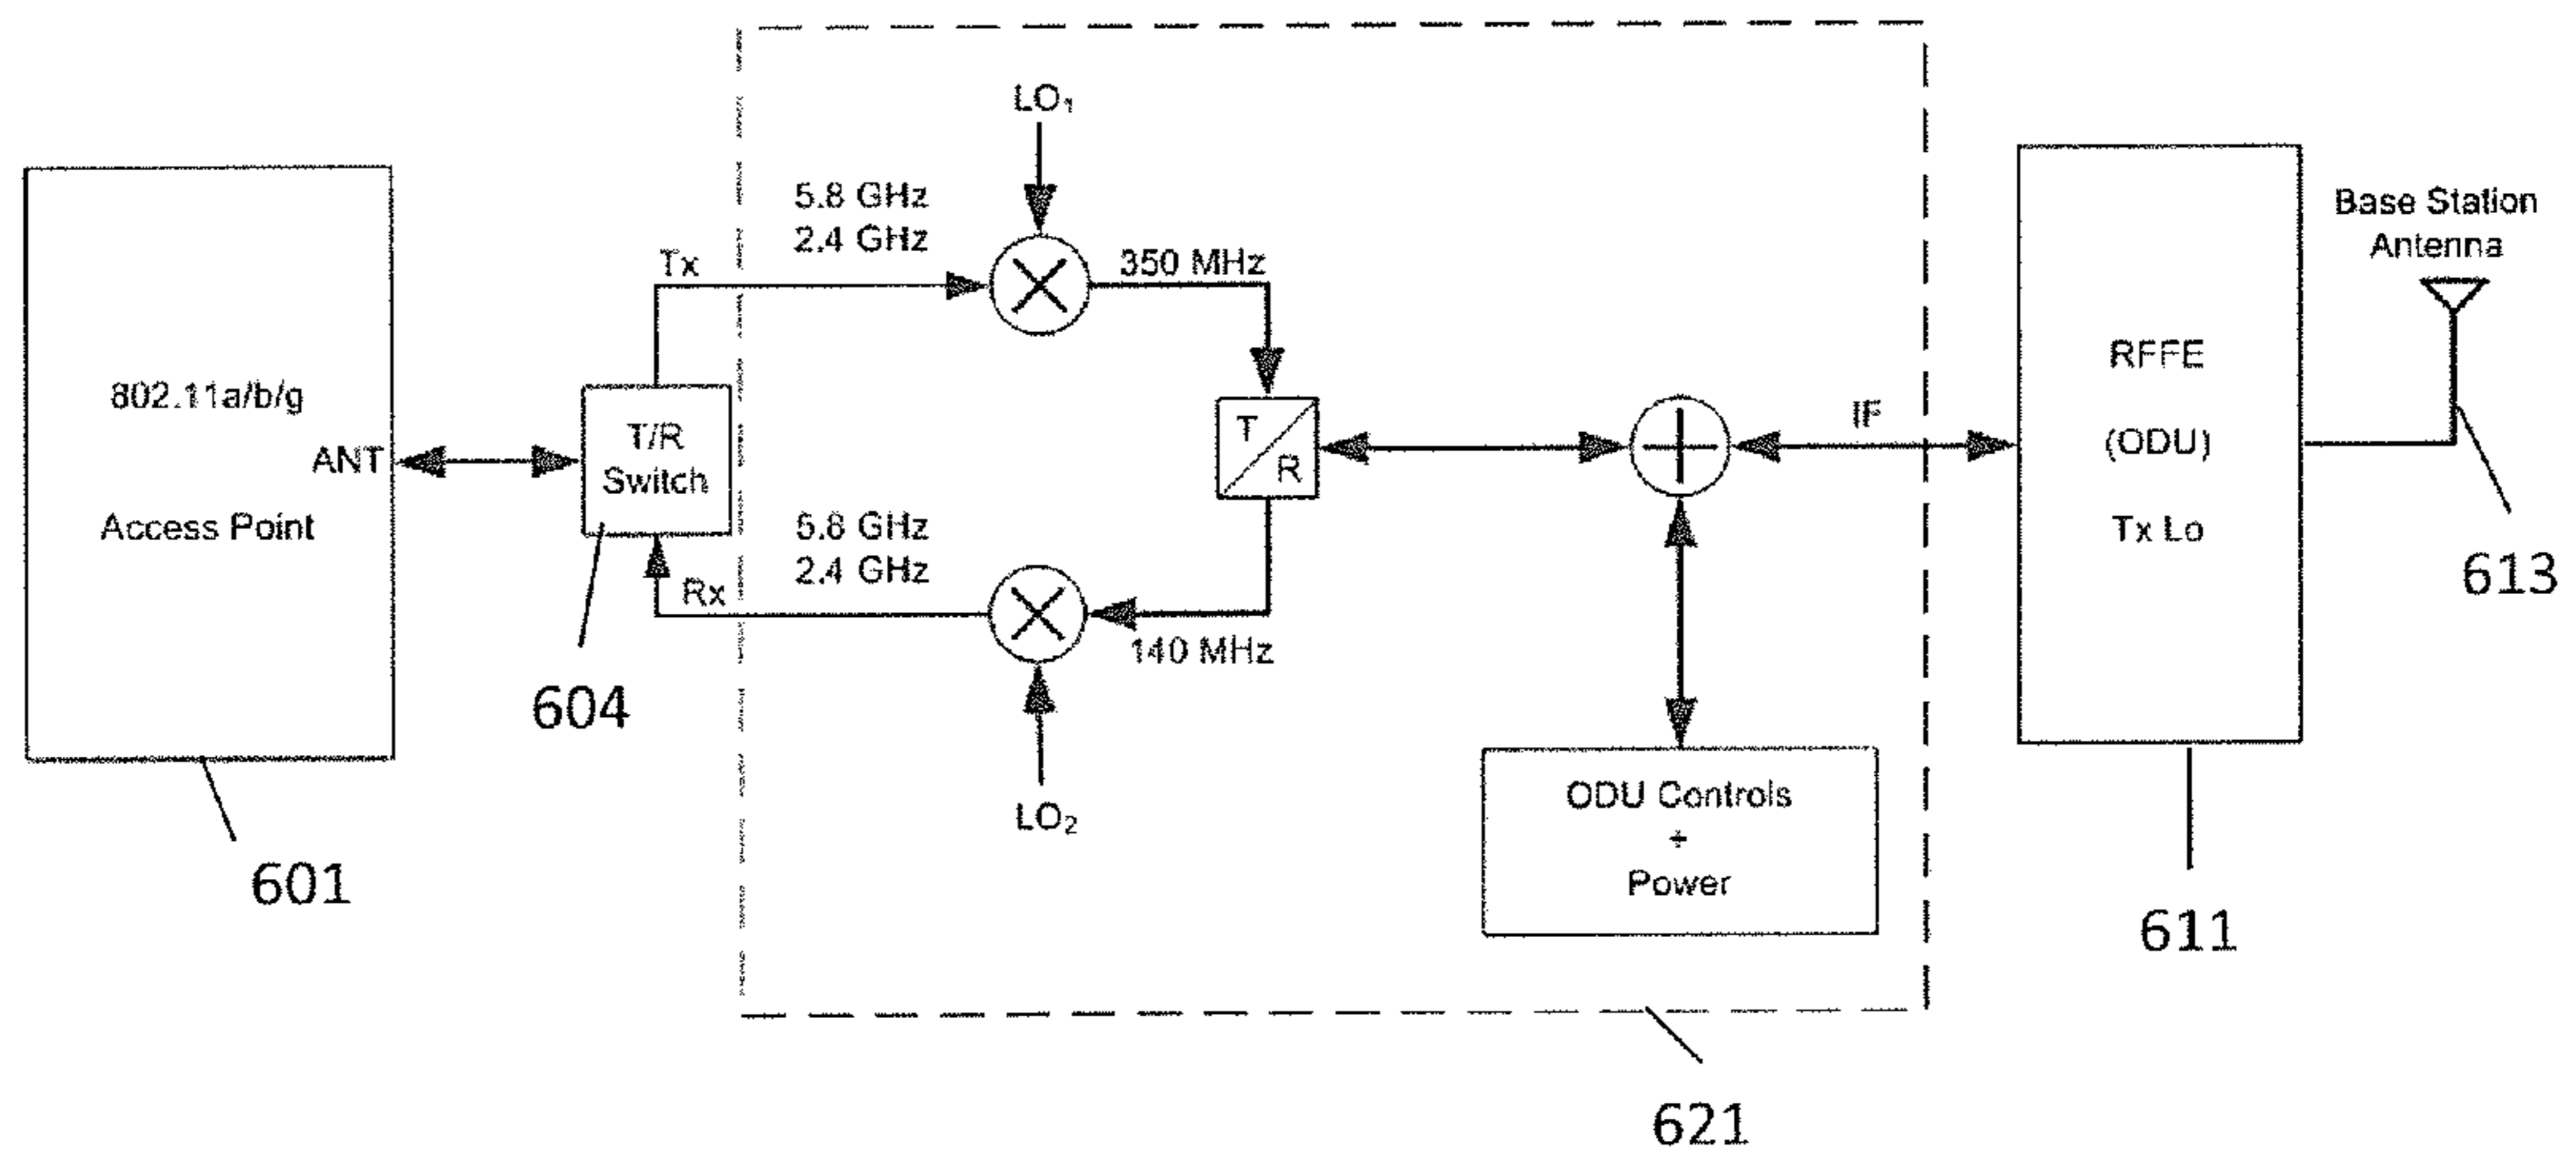 LO₁
5.8 GHz
2.4 GHz
Tx
350 MHz
Base Station
Antenna
802.11a/b/g
ANT
Access Point
T/R
Switch
T
R
IF
RFFE
(ODU)
Tx Lo
5.8 GHz
2.4 GHz
Rx
140 MHz
LO₂
ODU Controls
+
Power
601
604
611
613
621